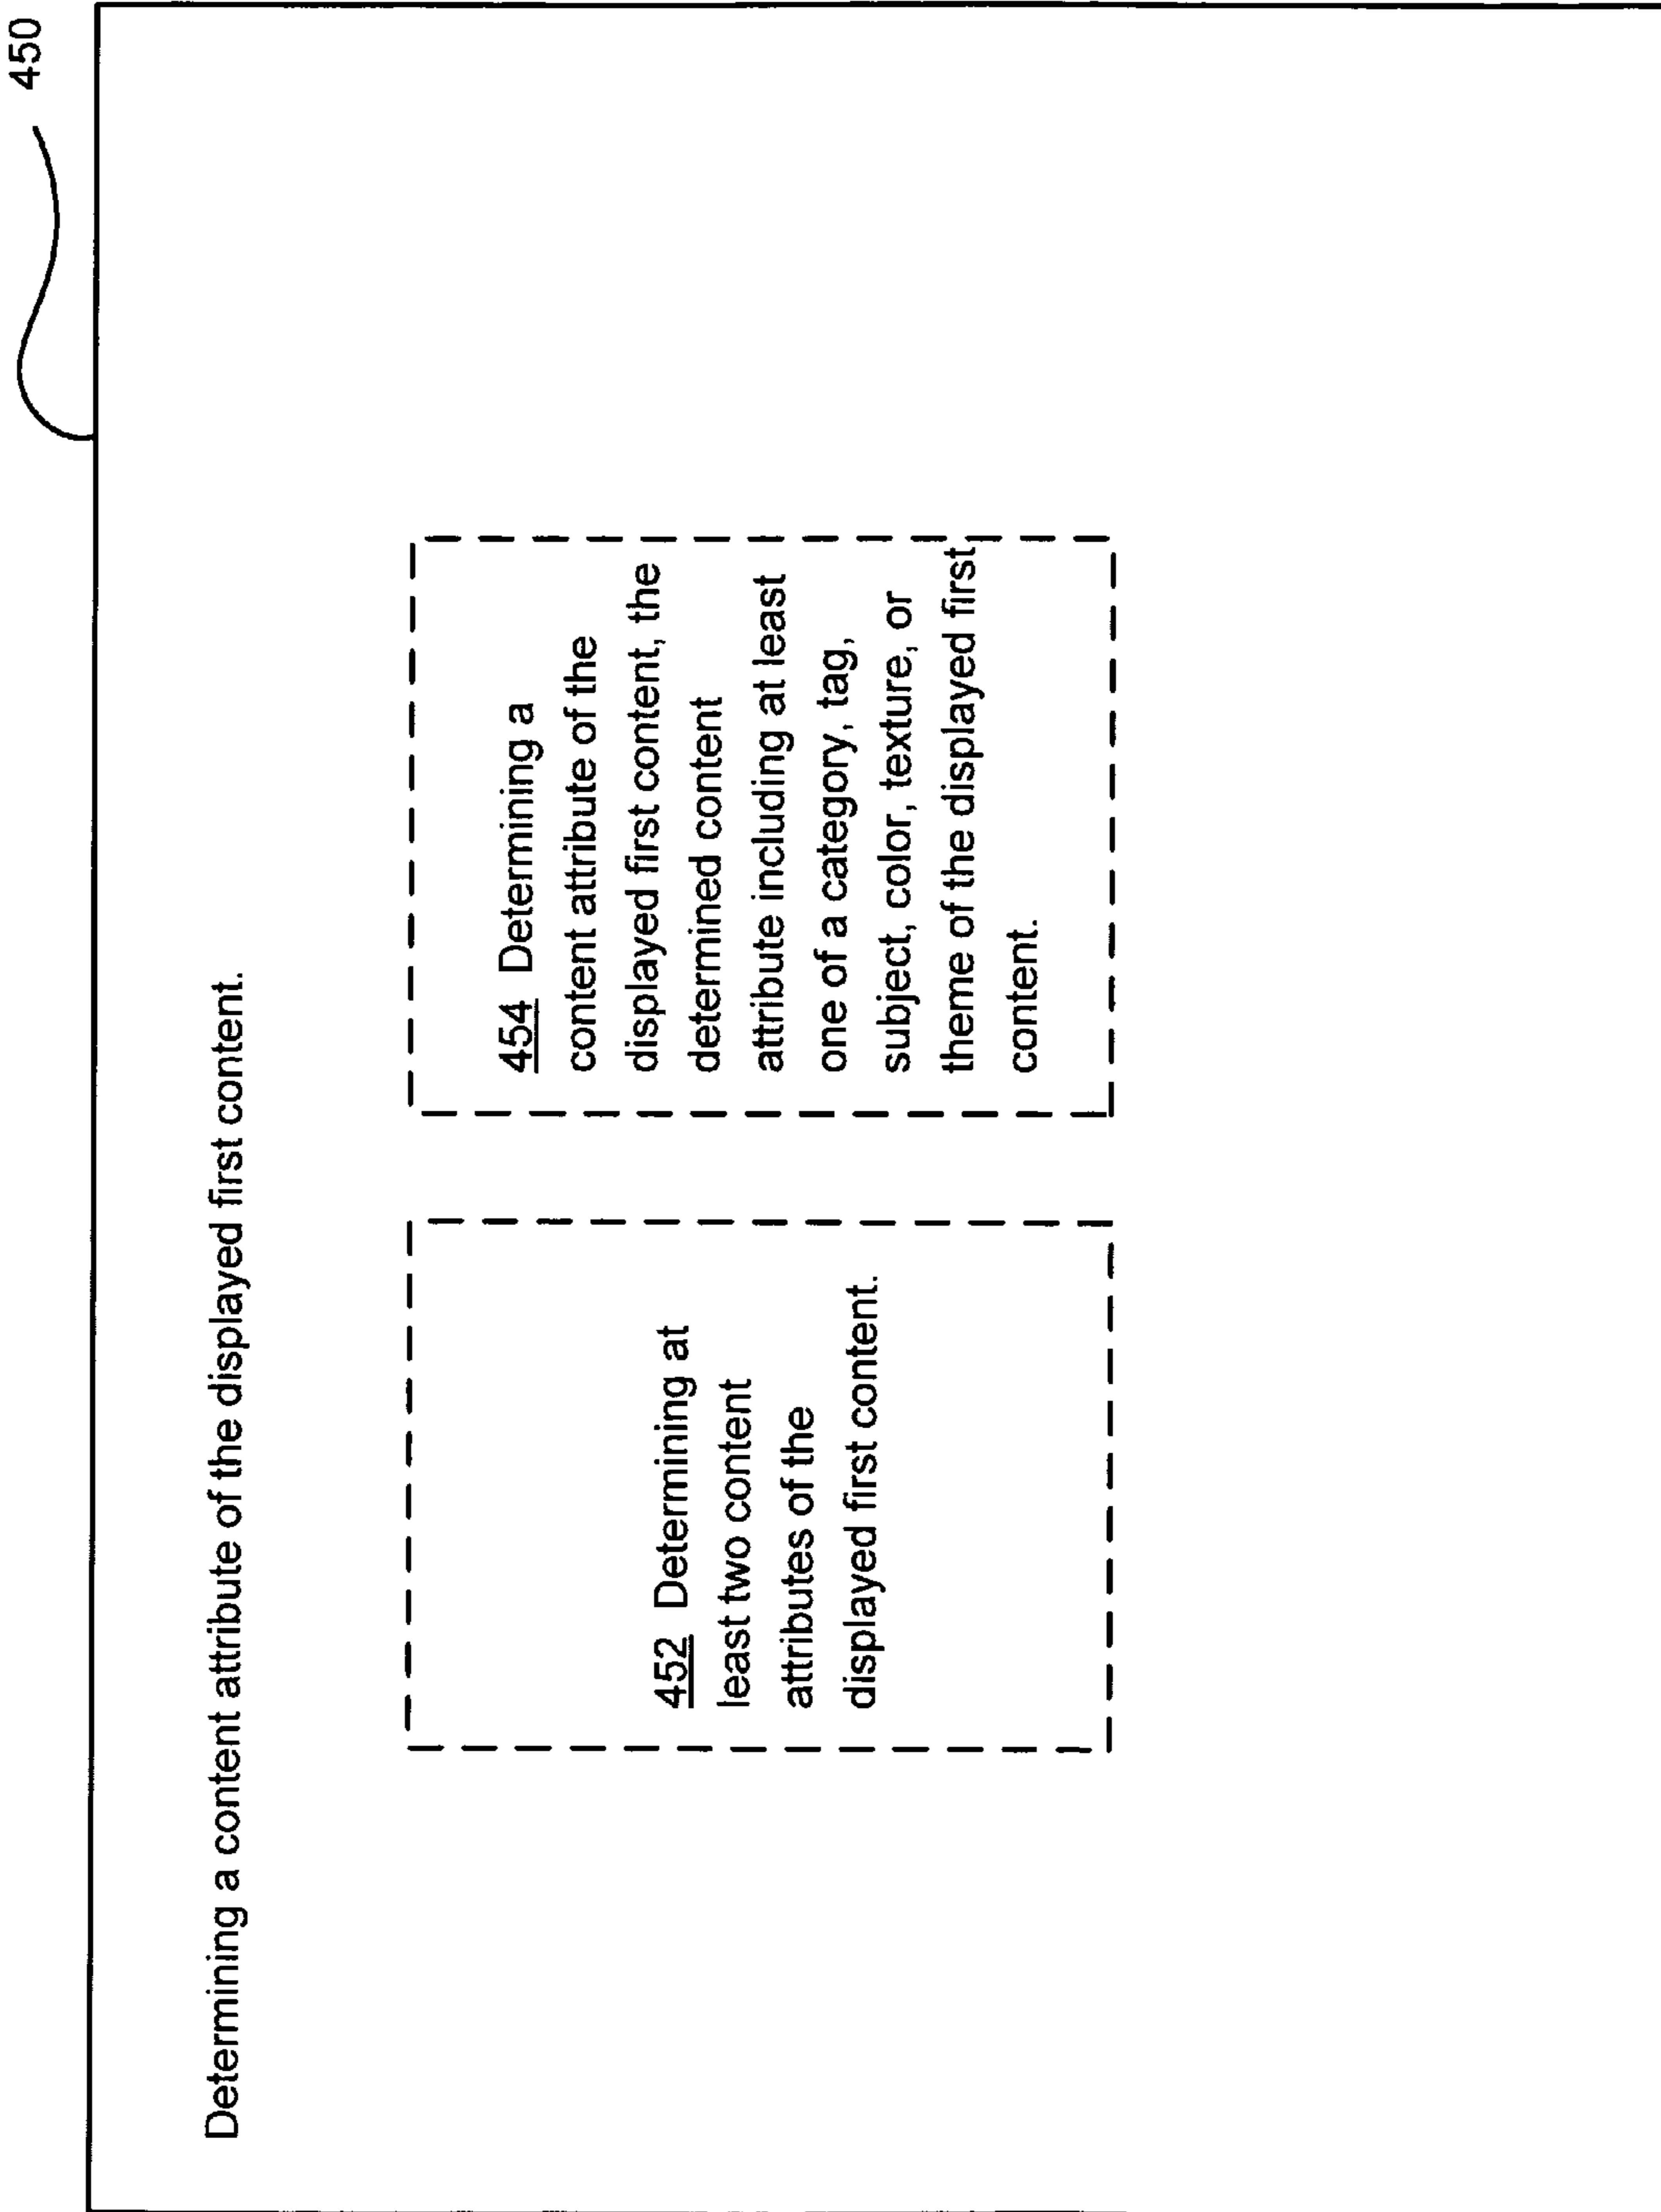 450
Determining a content attribute of the displayed first content.
452 Determining at
least two content
attributes of the
displayed first content.
454 Determining a
content attribute of the
displayed first content, the
determined content
attribute including at least
one of a category, tag,
subject, color, texture, or
theme of the displayed first
content.